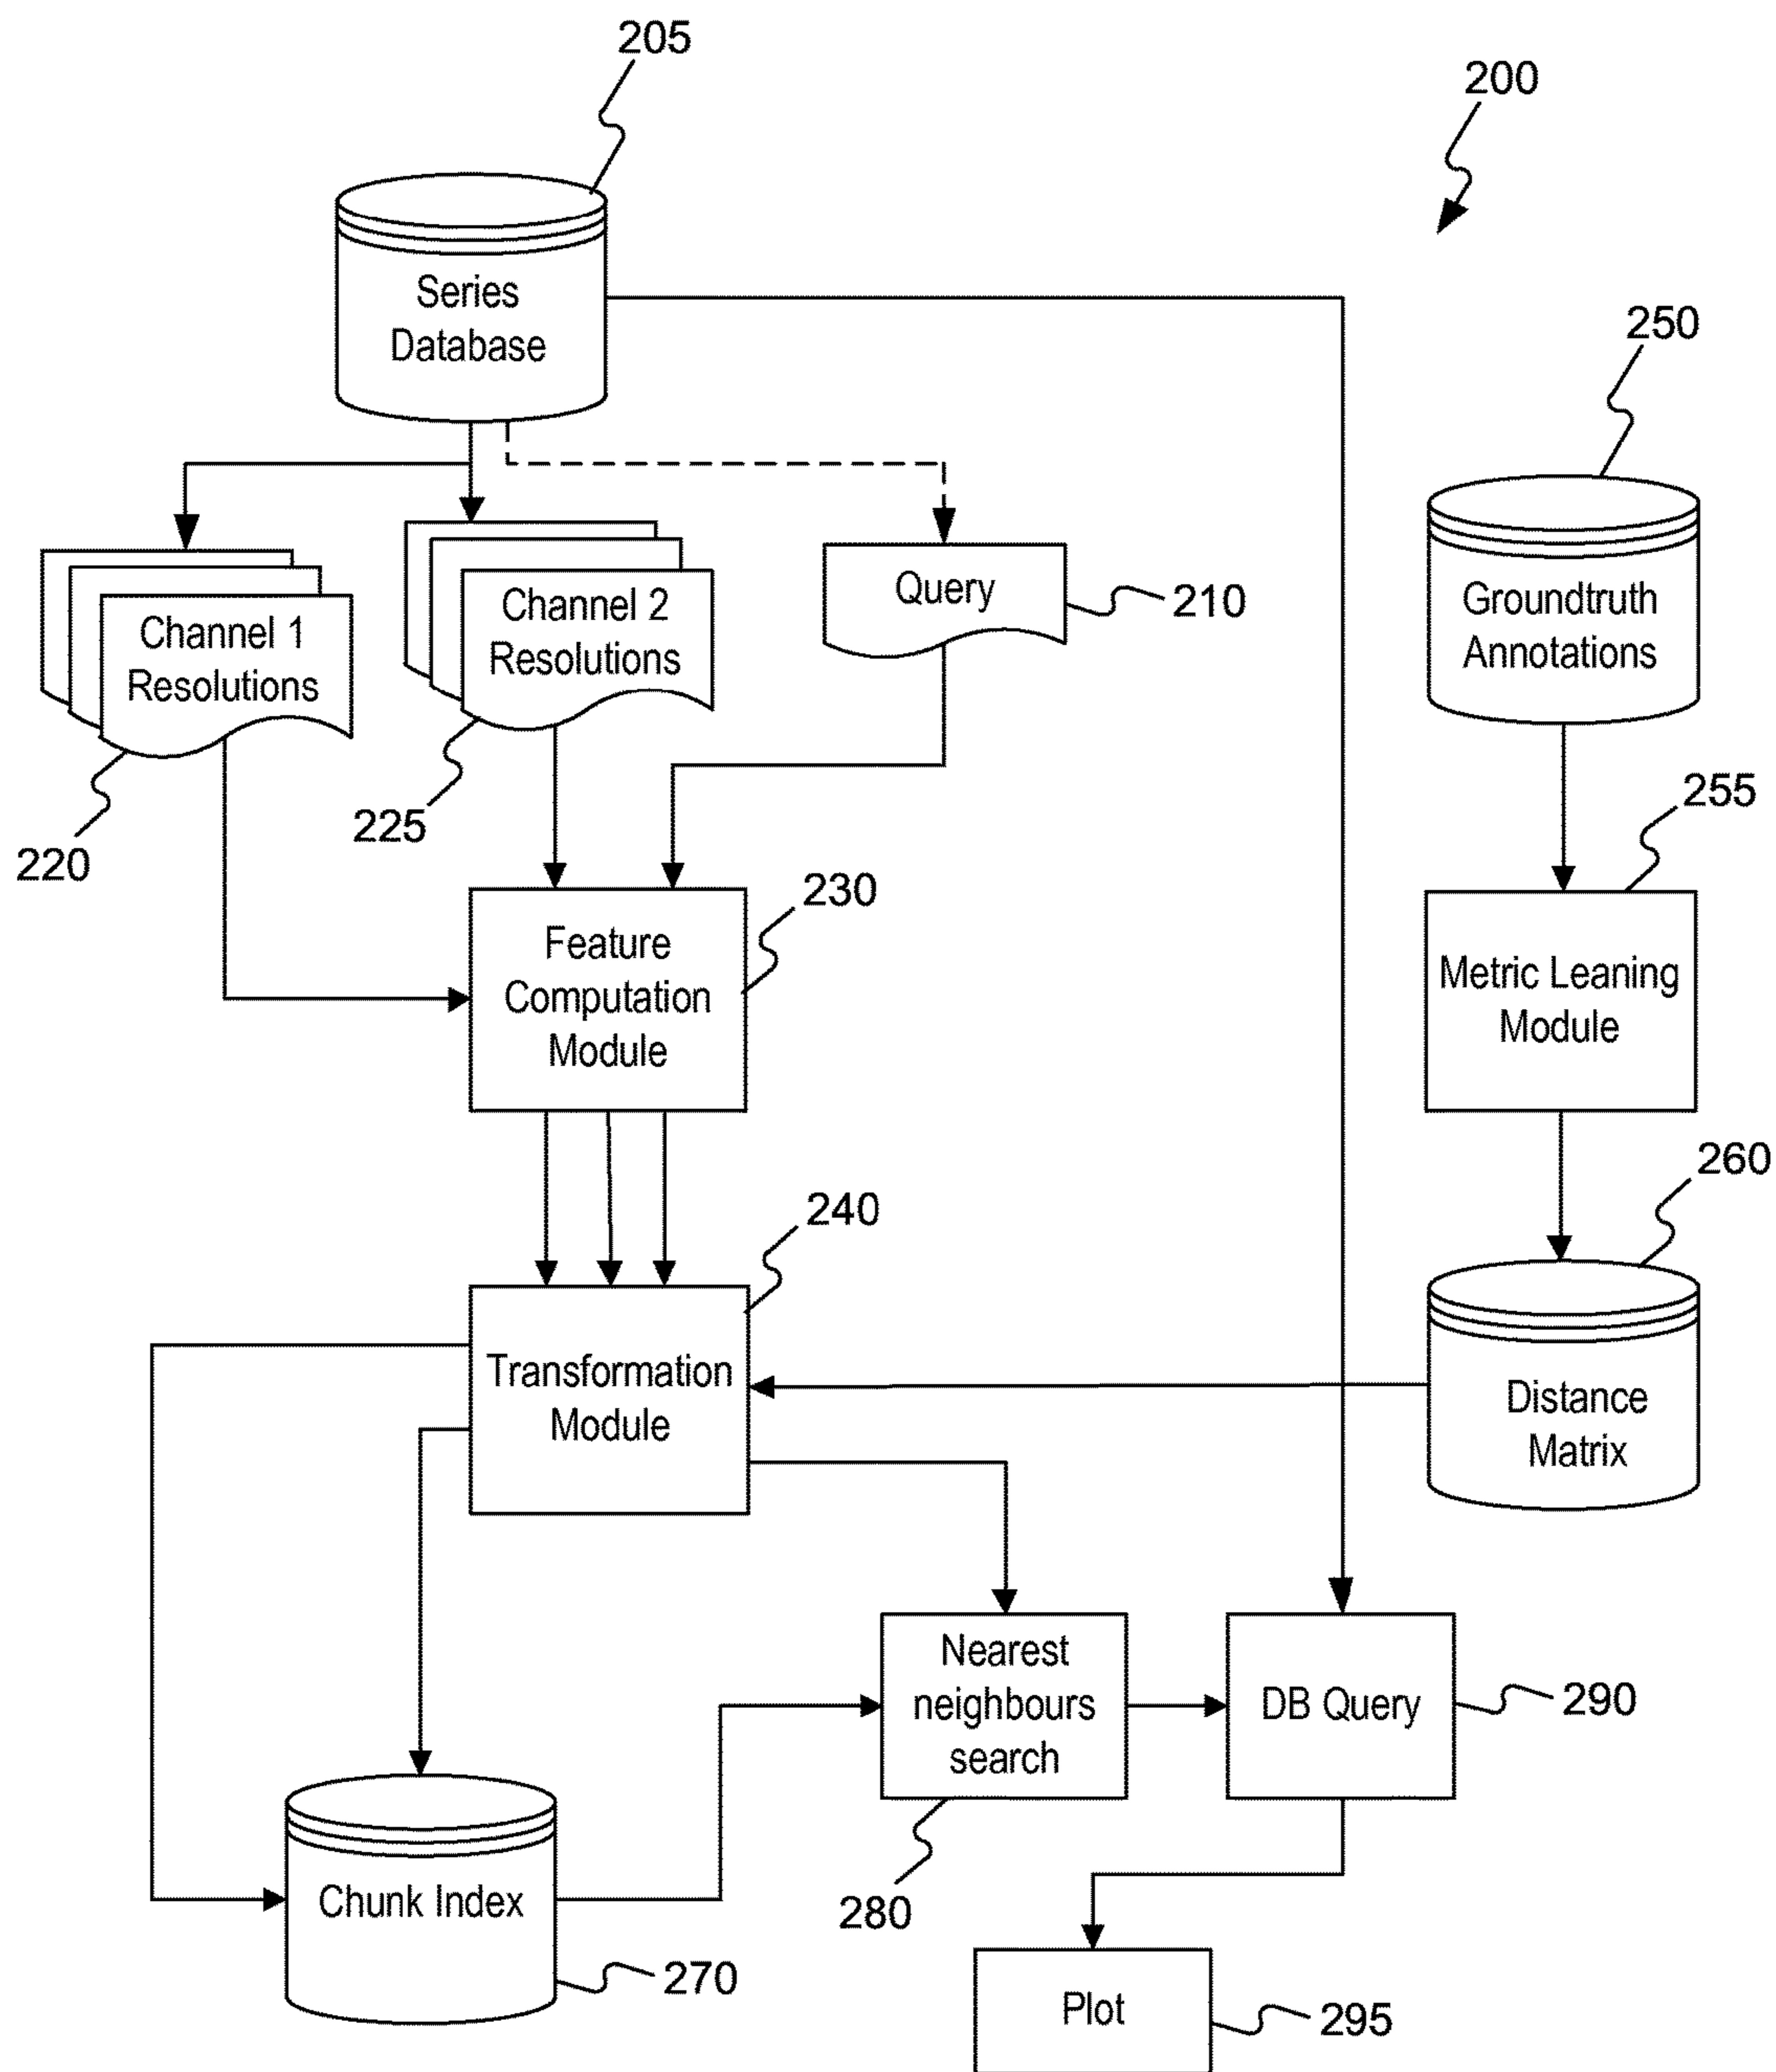 205
200
Series
Database
250
Channel 1
Resolutions
Channel 2
Resolutions
Query
210
Groundtruth
Annotations
220
225
255
230
Feature
Computation
Module
Metric Leaning
Module
260
240
Transformation
Module
Distance
Matrix
Nearest
neighbours
search
DB Query
290
280
Chunk Index
270
Plot
295